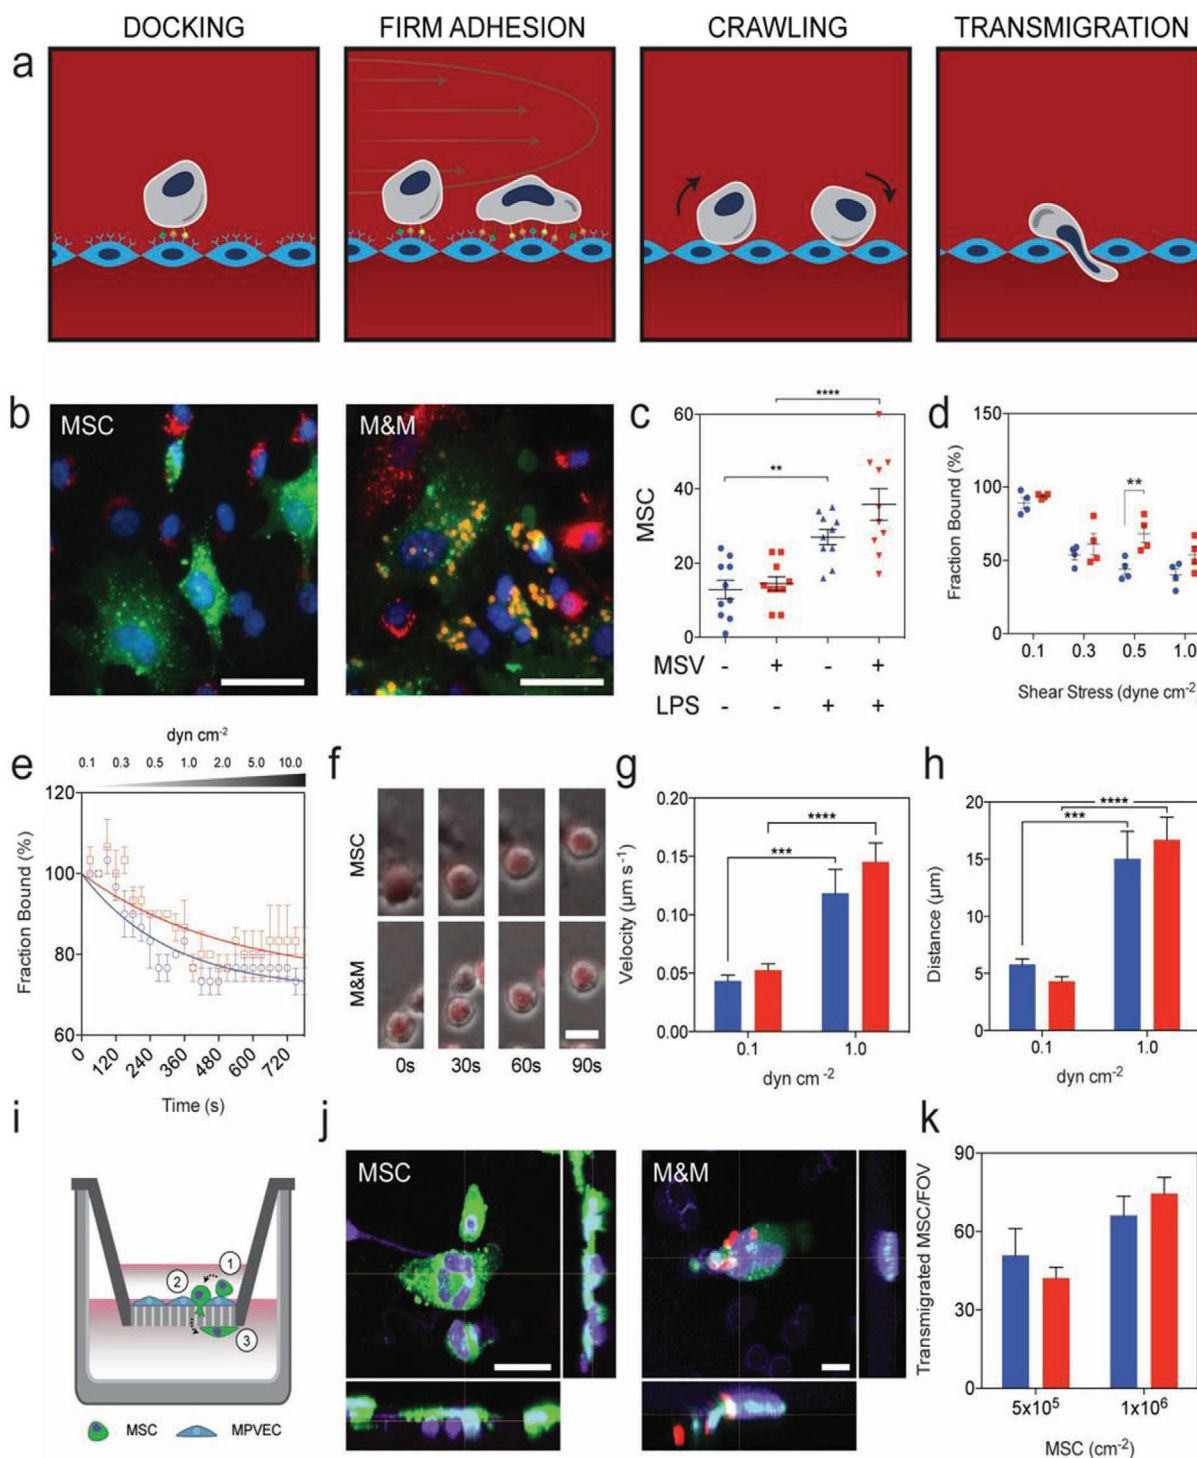 DOCKING FIRM ADHESION CRAWLING TRANSMIGRATION
a
b
MSC
M&M
c
****
**
MSC
60
40
20
0
MSV - + - +
LPS - - + +
d
**
Fraction Bound (%)
150
100
50
0
0.1 0.3 0.5 1.0
Shear Stress (dyne cm-2)
e
dyn cm-2
0.1 0.3 0.5 1.0 2.0 5.0 10.0
Fraction Bound (%)
120
100
80
60
0 120 240 360 480 600 720
Time (s)
f
MSC
M&M
0s 30s 60s 90s
g
****
***
Velocity (µm s-1)
0.20
0.15
0.10
0.05
0.00
0.1 1.0
dyn cm-2
h
****
***
Distance (µm)
20
15
10
5
0
0.1 1.0
dyn cm-2
i
1
2
3
MSC MPVEC
j
MSC
M&M
k
Transmigrated MSC/FOV
90
60
30
0
5x10⁵ 1x10⁶
MSC (cm-2)